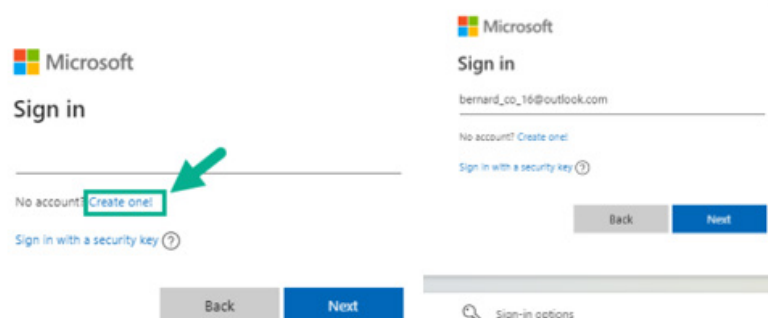 Microsoft
Sign in
No account? Create one!
Sign in with a security key
Back Next
Microsoft
Sign in
bernard_co_16@outlook.com
No account? Create one!
Sign in with a security key
Back Next
Sign-in options